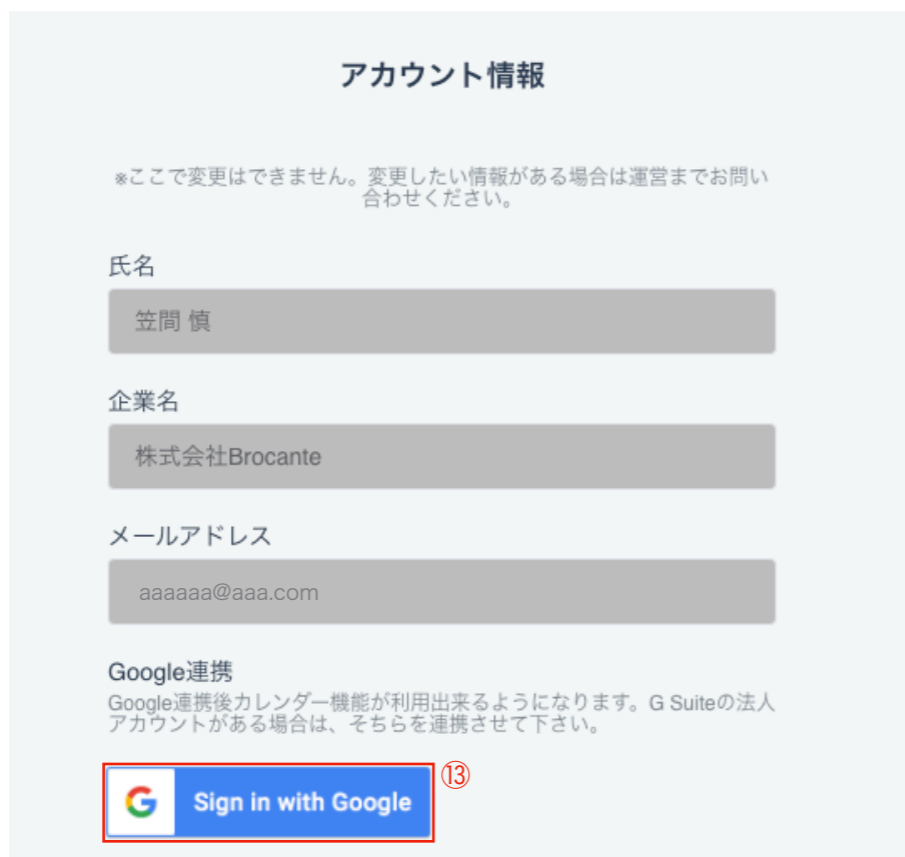 アカウント情報
※ここで変更はできません。変更したい情報がある場合は運営までお問い
合わせください。
氏名
笠間 慎
企業名
株式会社Brocante
メールアドレス
aaaaaa@aaa.com
Google連携
Google連携後カレンダー機能が利用出来るようになります。G Suiteの法人
アカウントがある場合は、そちらを連携させて下さい。
⑬
G Sign in with Google